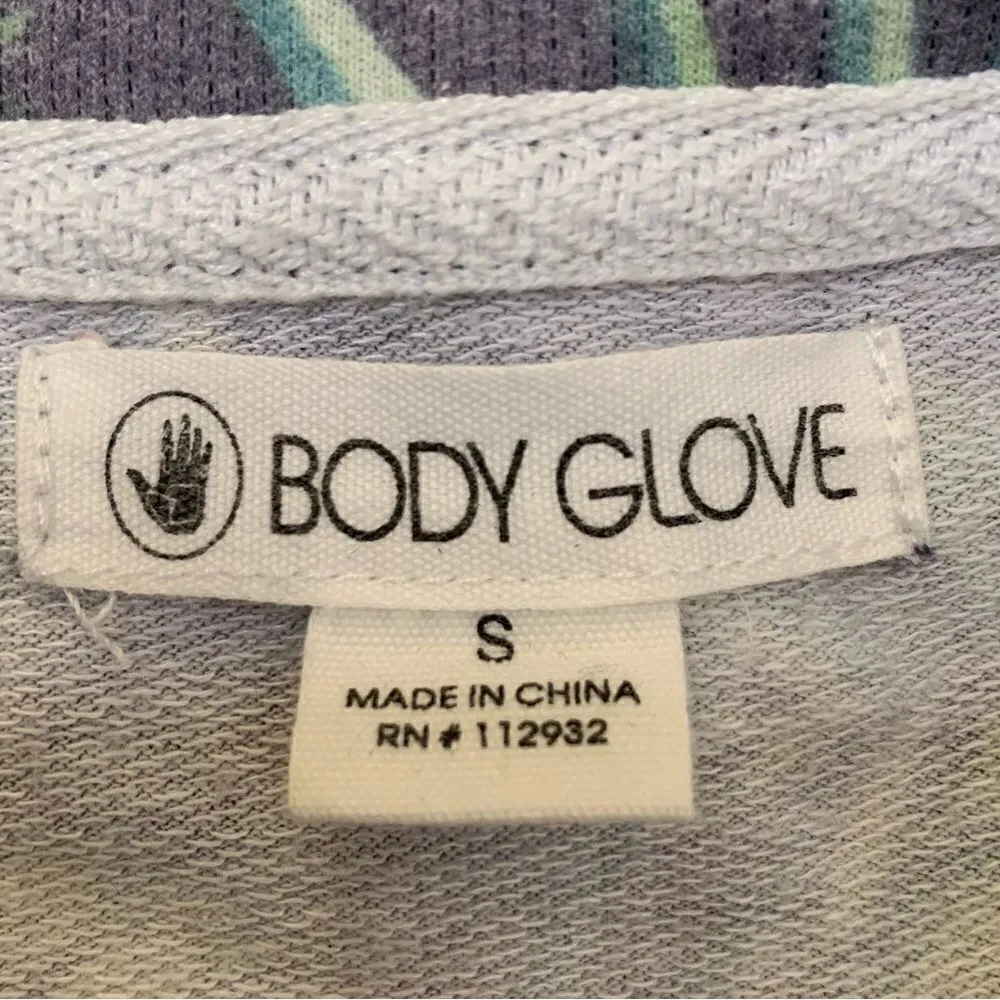 BODY GLOVE
S
MADE IN CHINA
RN # 112932